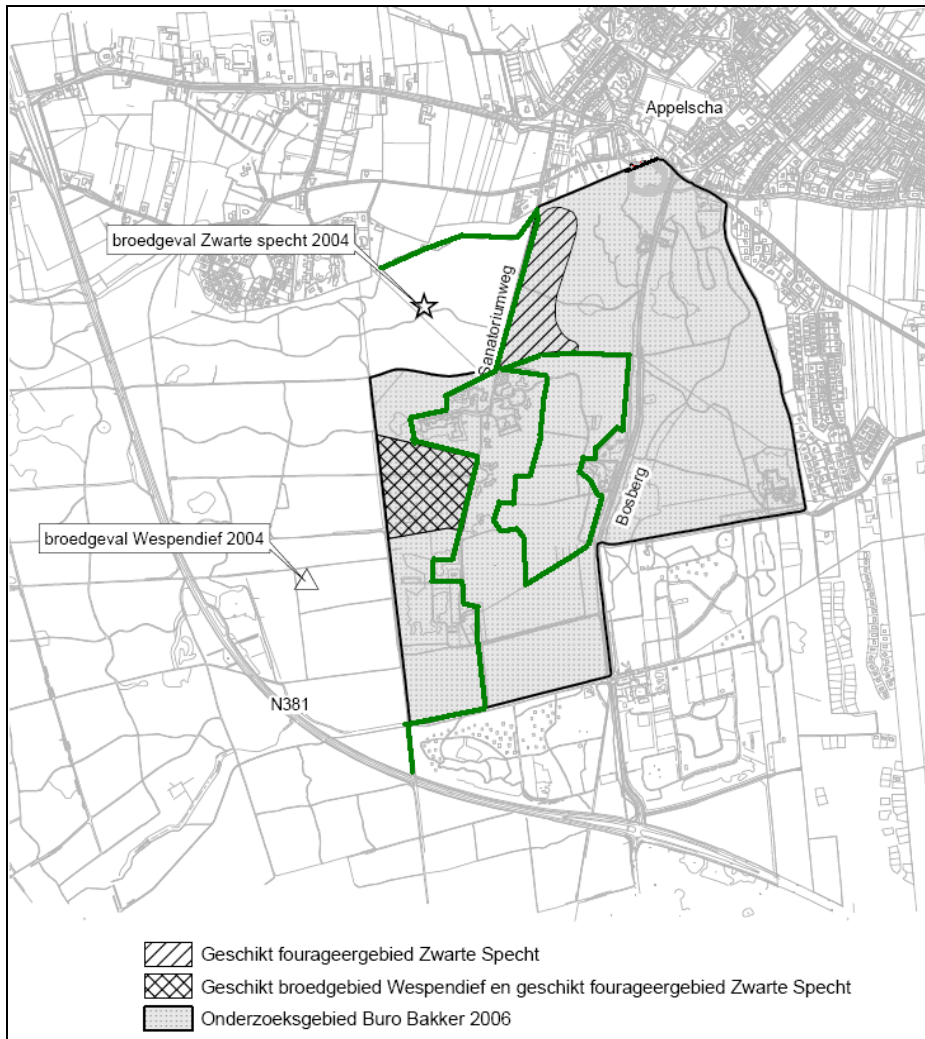 Appelscha
broedgeval Zwarte specht 2004
Sanatoriumweg
Bosberg
broedgeval Wespendief 2004
N381
Geschikt fourageergebied Zwarte Specht
Geschikt broedgebied Wespendief en geschikt fourageergebied Zwarte Specht
Onderzoeksgebied Buro Bakker 2006